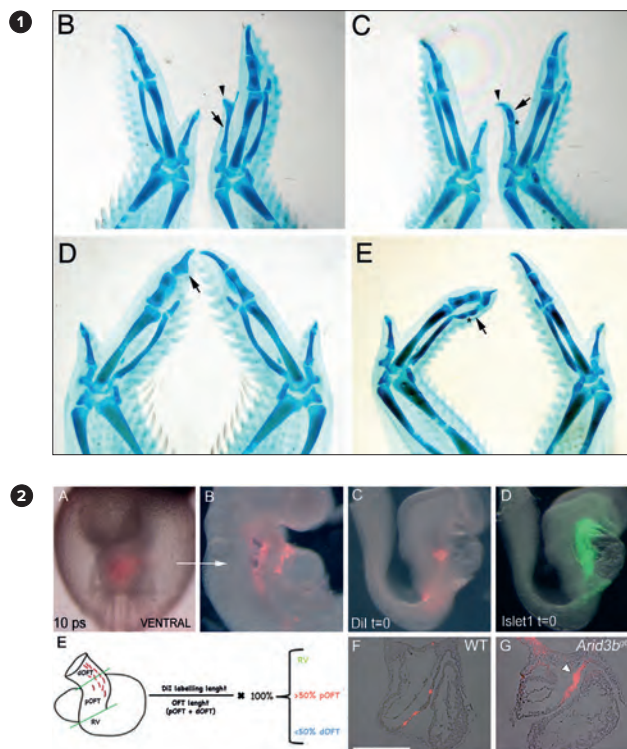 1
B
C
D
E
2
A
10 ps
VENTRAL
B
C
DiI t=0
D
Islet1 t=0
E
dOFT
pOFT
RV
DiI labelling lenght
OFT lenght
(pOFT + dOFT)
✖ 100%
RV
≥50% pOFT
<50% dOFT
F
WT
G